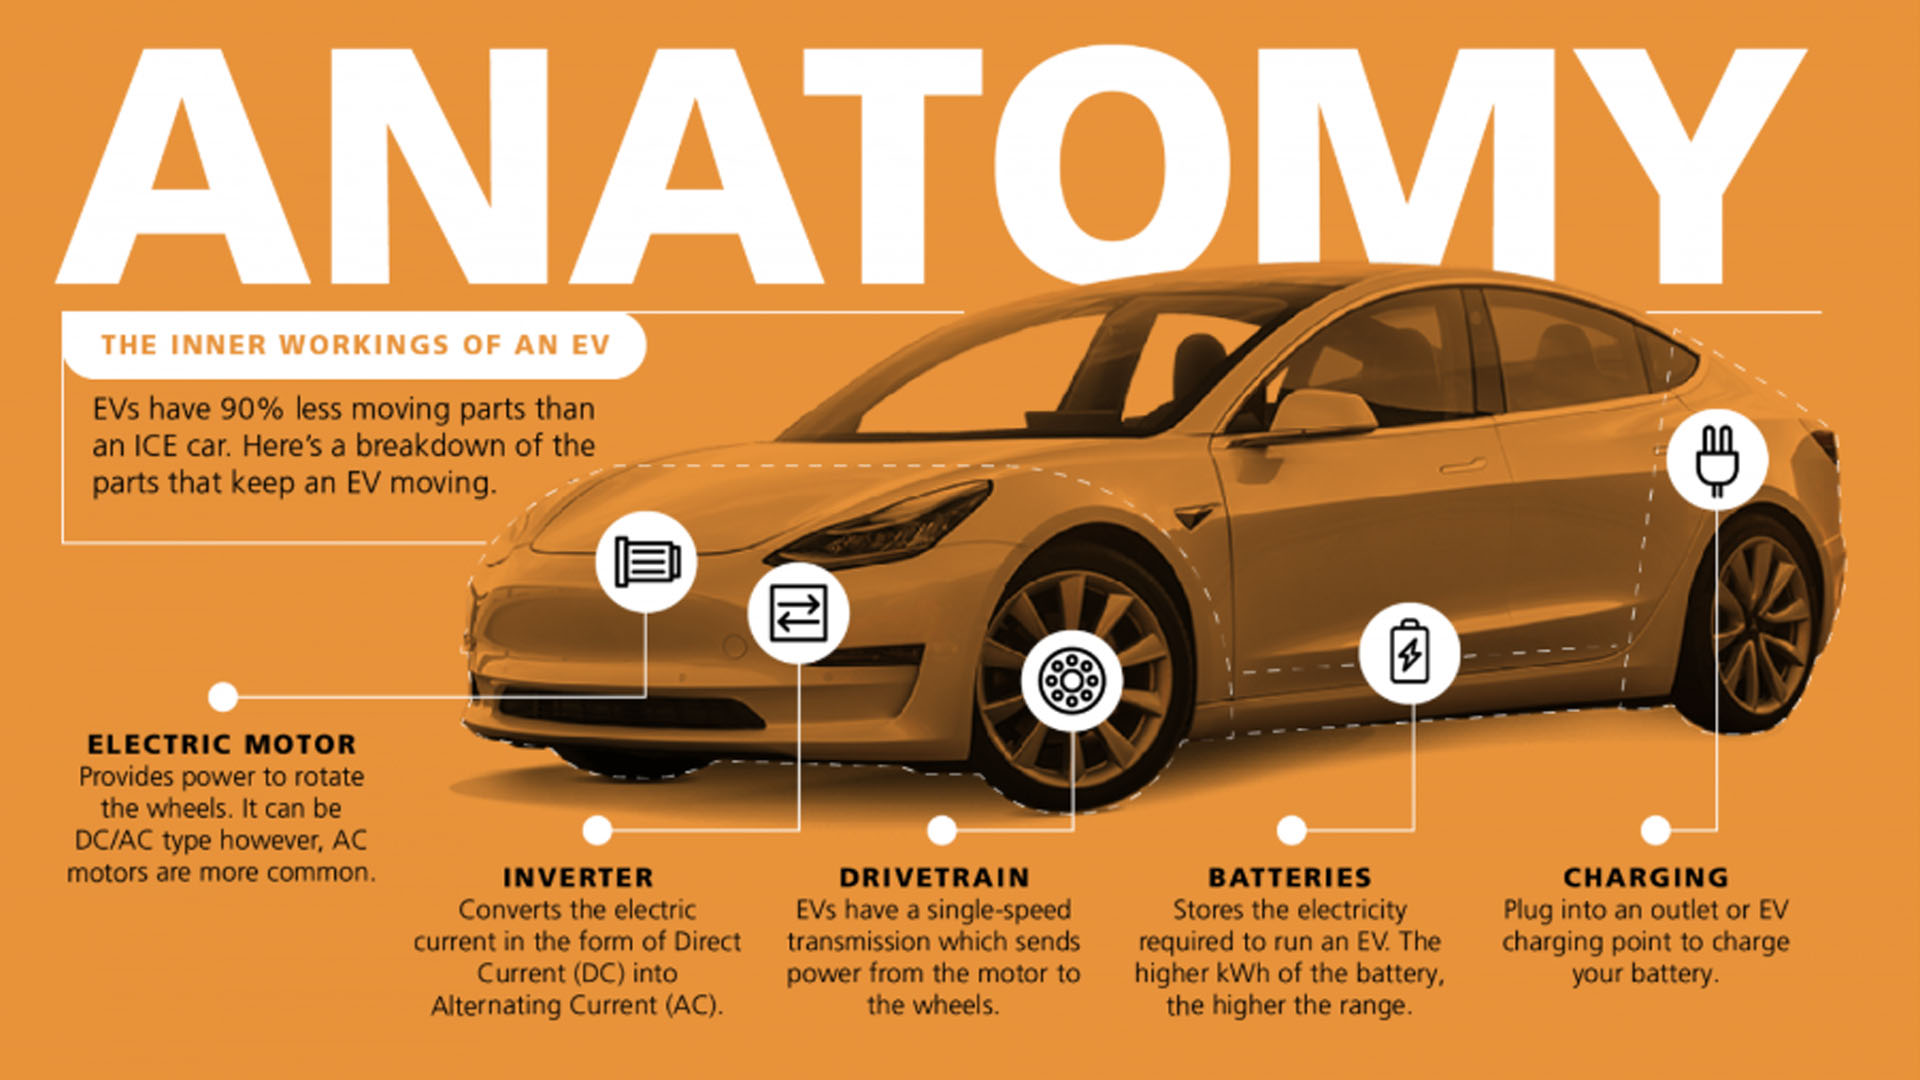 ANATOMY
THE INNER WORKINGS OF AN EV
EVs have 90% less moving parts than
an ICE car. Here's a breakdown of the
parts that keep an EV moving.
ELECTRIC MOTOR
Provides power to rotate
the wheels. It can be
DC/AC type however, AC
motors are more common.
INVERTER
Converts the electric
current in the form of Direct
Current (DC) into
Alternating Current (AC).
DRIVETRAIN
EVs have a single-speed
transmission which sends
power from the motor to
the wheels.
BATTERIES
Stores the electricity
required to run an EV. The
higher kWh of the battery,
the higher the range.
CHARGING
Plug into an outlet or EV
charging point to charge
your battery.